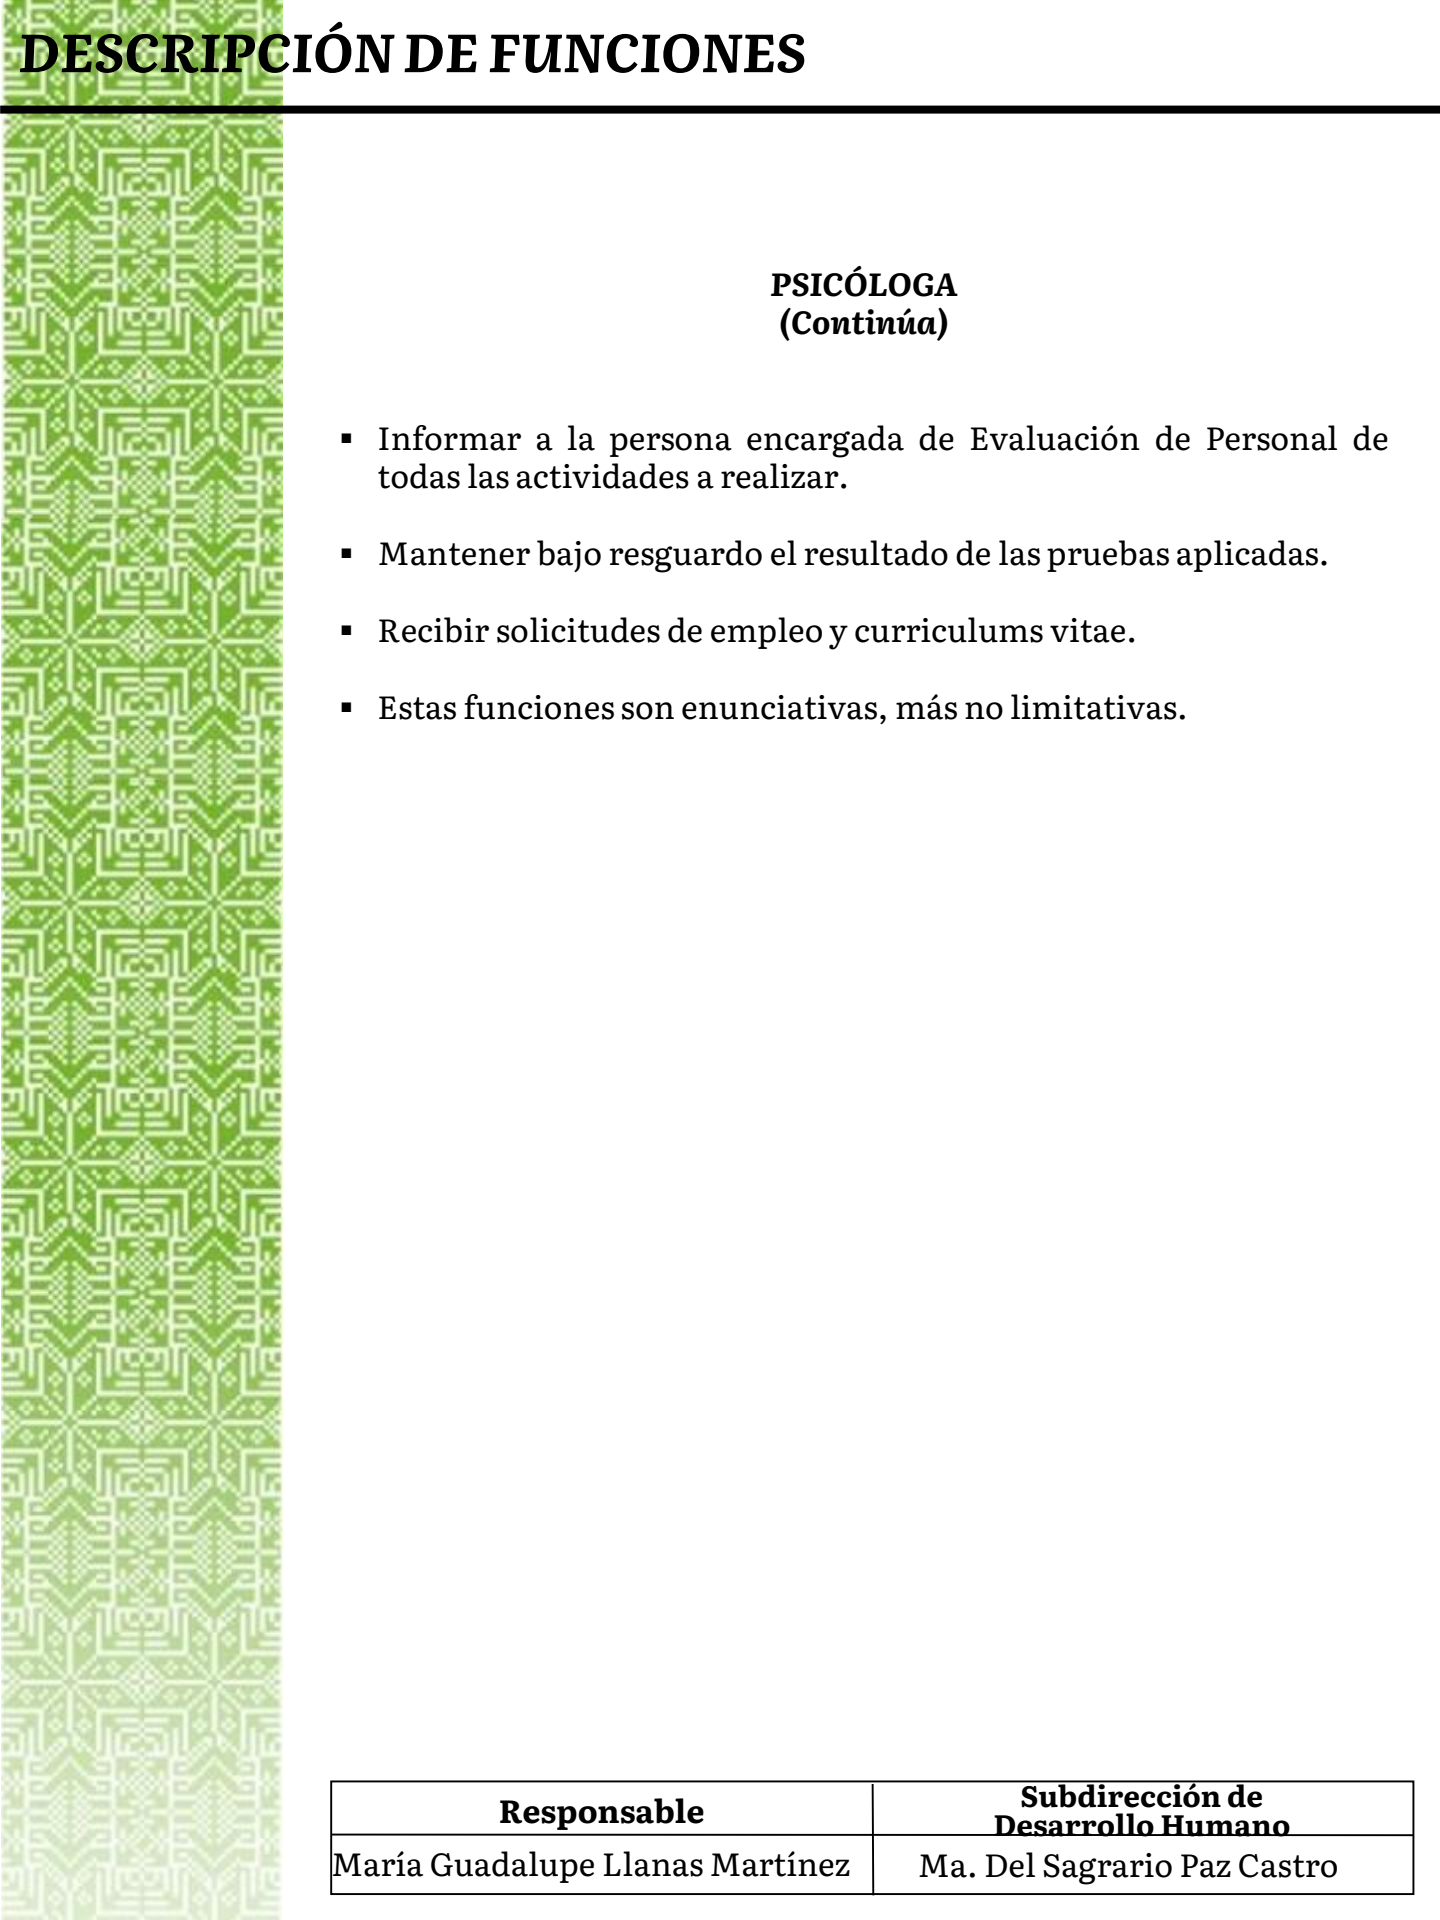 DESCRIPCIÓN DE FUNCIONES
PSICÓLOGA
(Continúa)
▪ Informar a la persona encargada de Evaluación de Personal de
todas las actividades a realizar.
▪ Mantener bajo resguardo el resultado de las pruebas aplicadas.
▪ Recibir solicitudes de empleo y curriculums vitae.
▪ Estas funciones son enunciativas, más no limitativas.
Responsable
Subdirección de
Desarrollo Humano
María Guadalupe Llanas Martínez
Ma. Del Sagrario Paz Castro